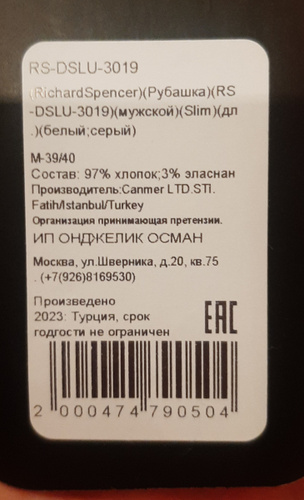 RS-DSLU-3019
(RichardSpencer)(Рубашка)(RS
-DSLU-3019)(мужской)(Slim)(дл
.)(белый;серый)
M-39/40
Состав: 97% хлопок;3% эласнан
Производитель:Canmer LTD.STI.
Fatih/Istanbul/Turkey
Организация принимающая претензии.
ИП ОНДЖЕЛИК ОСМАН
Москва, ул.Шверника, д.20, кв.75
. (+7(926)8169530)
Произведено
2023: Турция, срок
годгости не ограничен
EAC
2 000474 790504